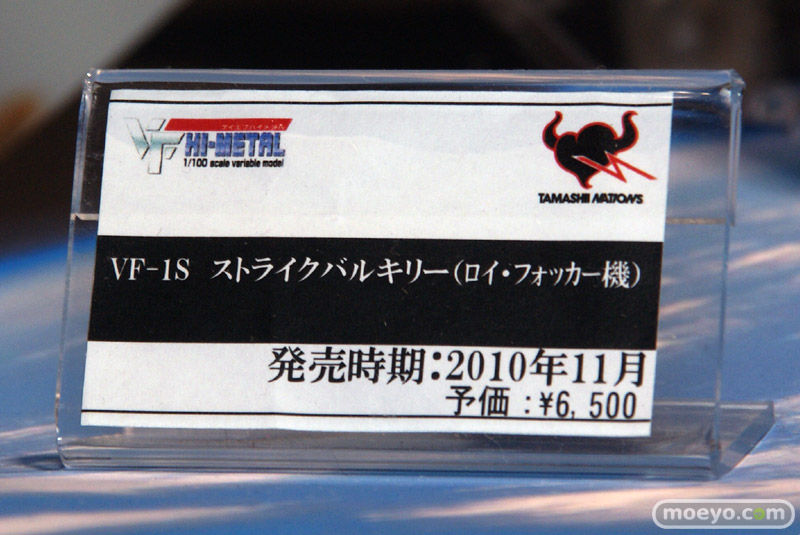 VF HI-METAL
1/100 scale variable model
TAMASHII NATIONS
VF-1S ストライクバルキリー(ロイ・フォッカー機)
発売時期:2010年11月
予価:¥6,500
moeyo.com